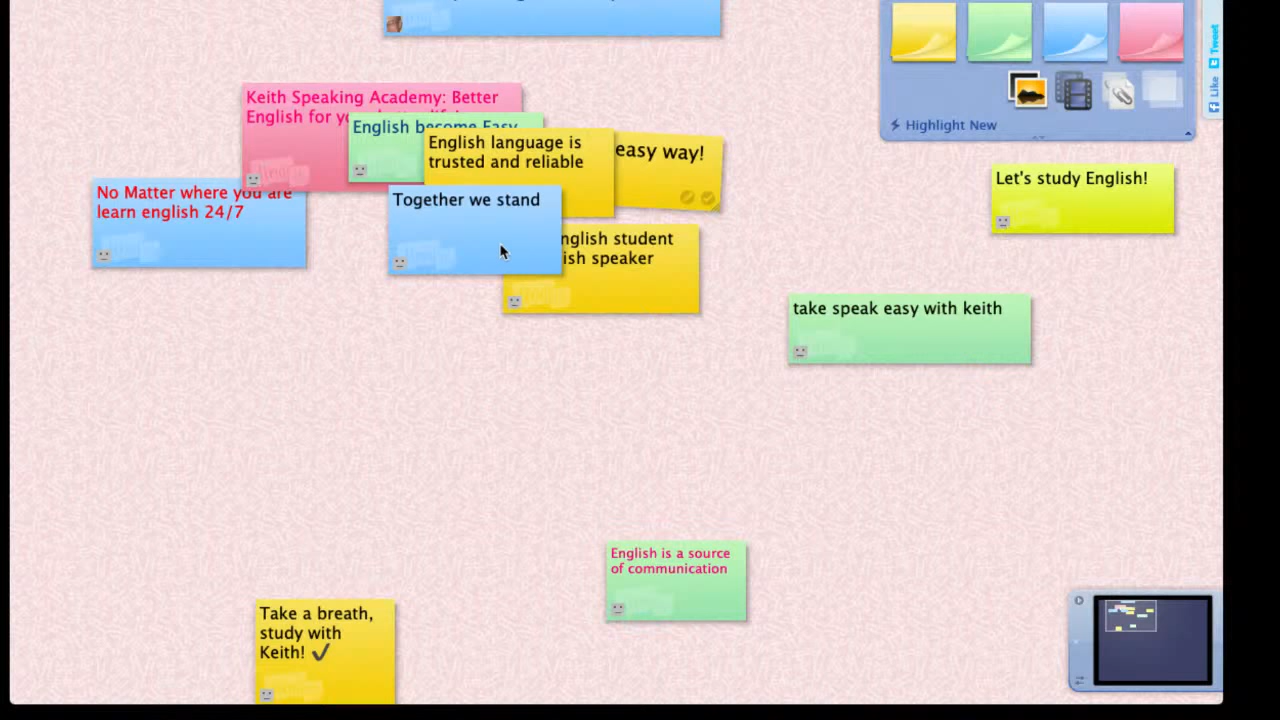 Keith Speaking Academy: Better
English for
English become Easy
English language is
trusted and reliable
easy way!
No Matter where you are
learn english 24/7
Together we stand
nglish student
ish speaker
Let's study English!
take speak easy with keith
English is a source
of communication
Take a breath,
study with
Keith! ✓
Highlight New
Tweet
Like